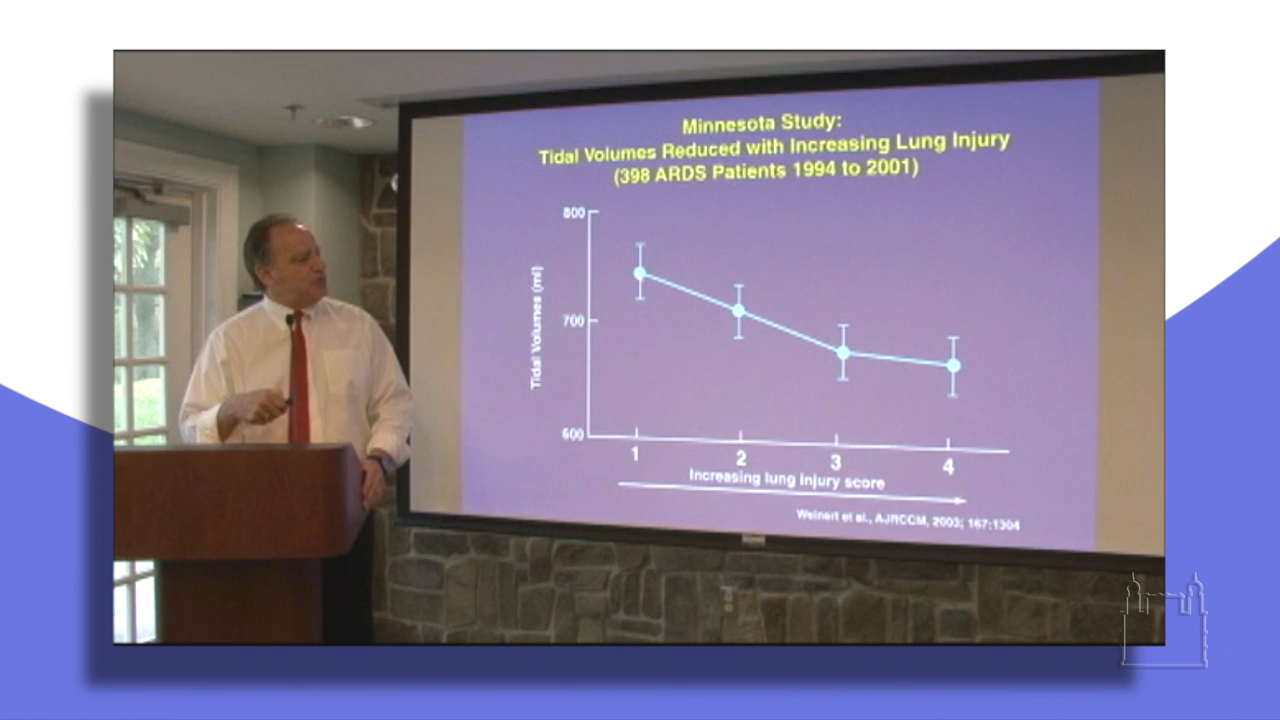 Minnesota Study:
Tidal Volumes Reduced with Increasing Lung Injury
(398 ARDS Patients 1994 to 2001)
800
700
600
Tidal Volumes (ml)
1 2 3 4
Increasing lung injury score
Weinert et al., AJRCCM, 2003; 167:1304